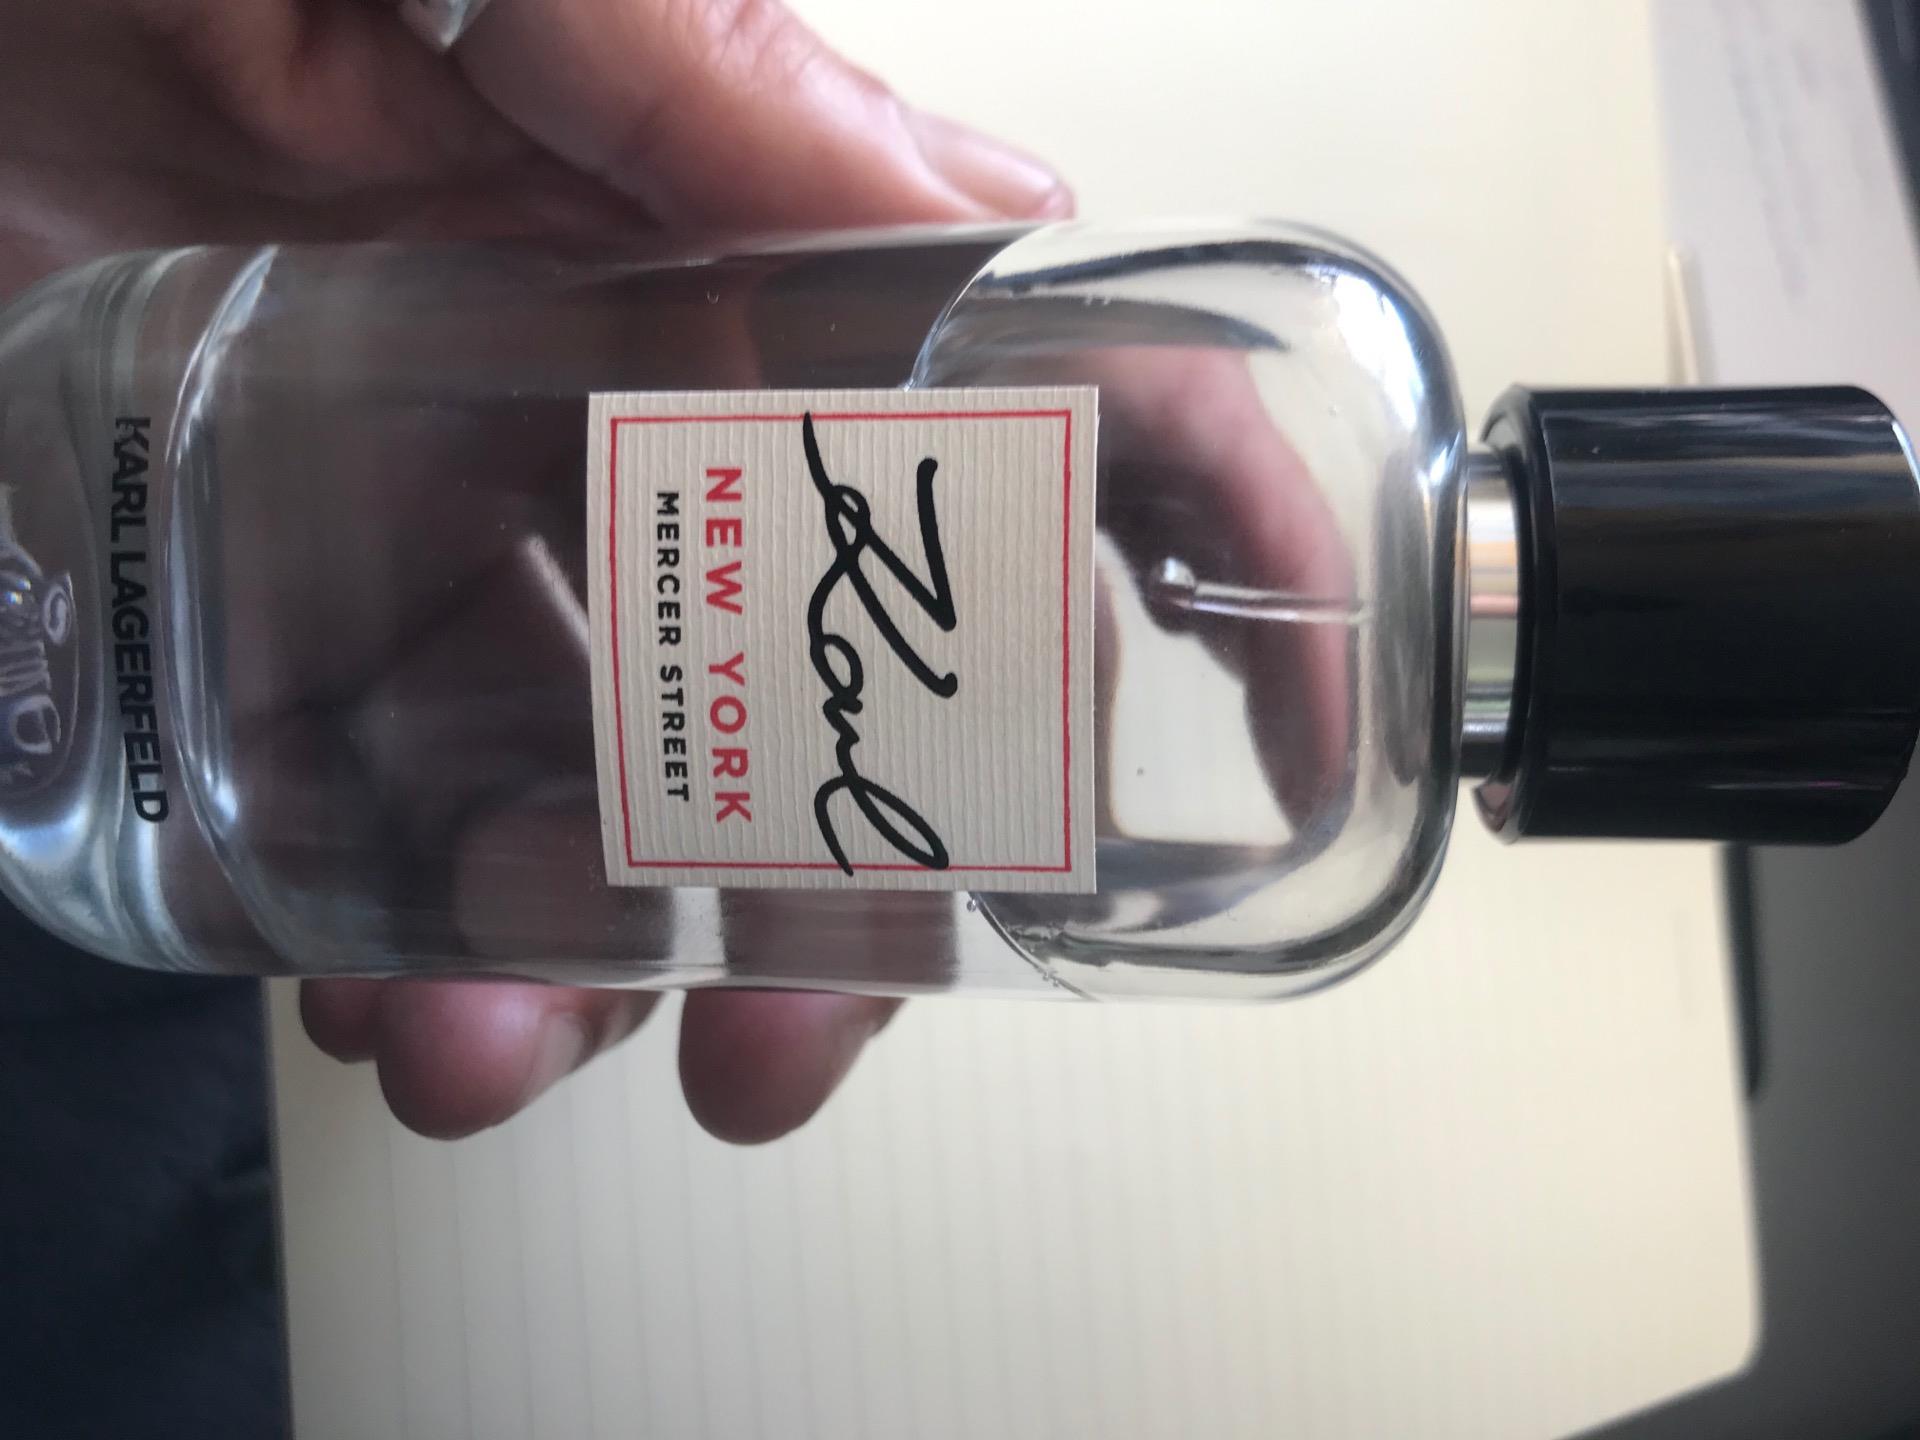 Karl
NEW YORK
MERCER STREET
KARL LAGERFELD